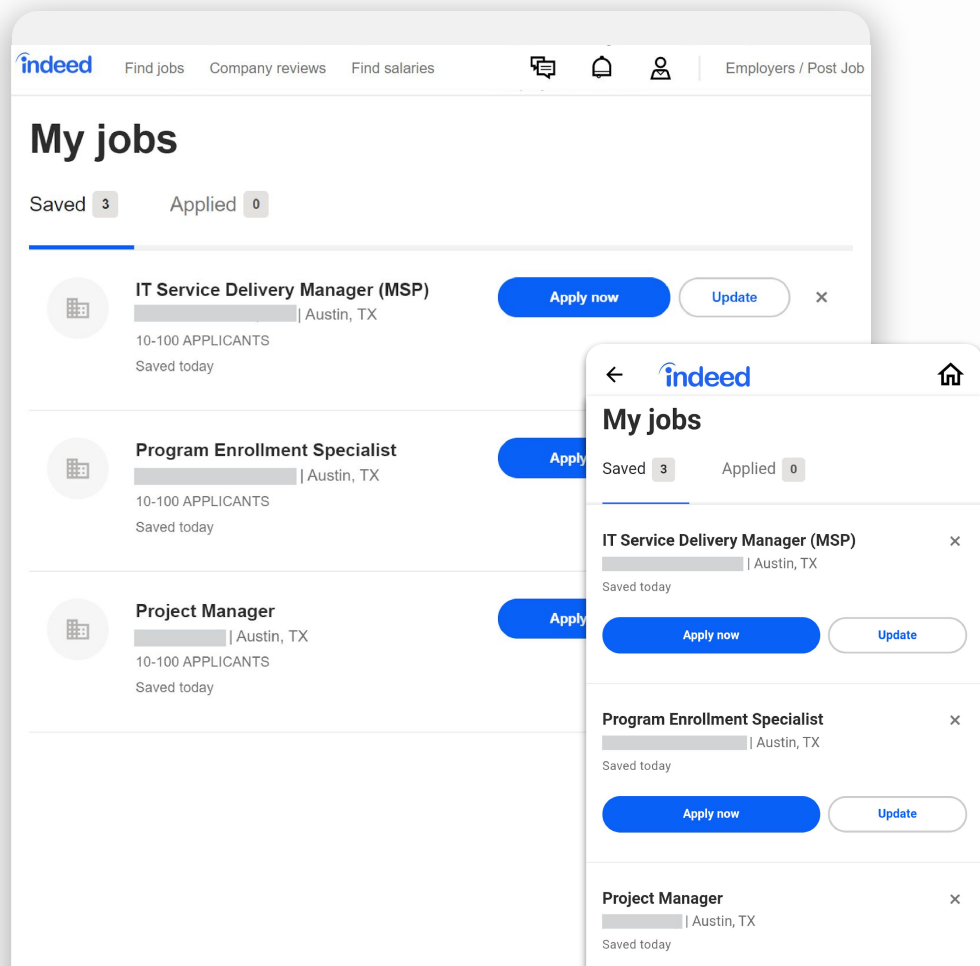 indeed Find jobs Company reviews Find salaries Employers / Post Job
My jobs
Saved 3 Applied 0
IT Service Delivery Manager (MSP)
| Austin, TX
10-100 APPLICANTS
Saved today
Apply now Update ×
Program Enrollment Specialist
| Austin, TX
10-100 APPLICANTS
Saved today
Apply
Project Manager
| Austin, TX
10-100 APPLICANTS
Saved today
Apply
indeed
My jobs
Saved 3 Applied 0
IT Service Delivery Manager (MSP) ×
| Austin, TX
Saved today
Apply now Update
Program Enrollment Specialist ×
| Austin, TX
Saved today
Apply now Update
Project Manager ×
| Austin, TX
Saved today